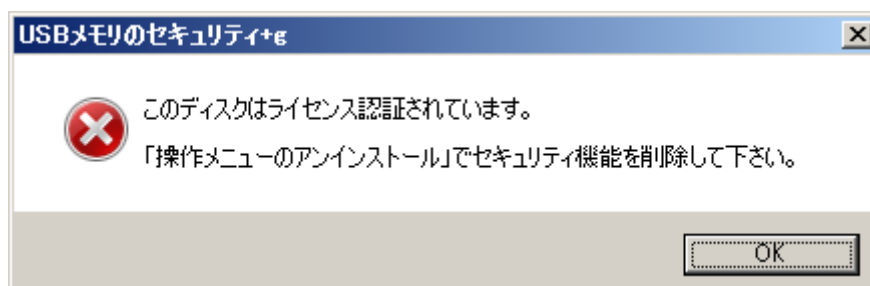 USBメモリのセキュリティ+g
このディスクはライセンス認証されています。
「操作メニューのアンインストール」でセキュリティ機能を削除して下さい。
OK